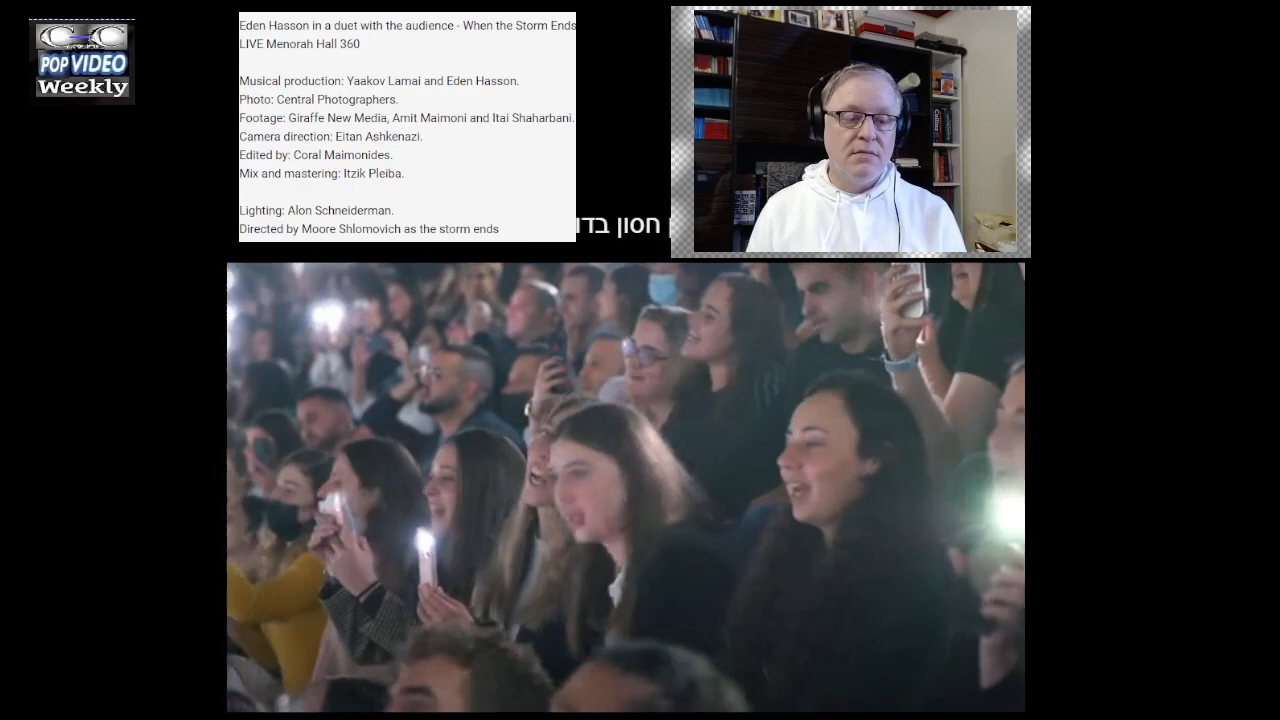 C-C
POP VIDEO
Weekly
Eden Hasson in a duet with the audience - When the Storm Ends
LIVE Menorah Hall 360
Musical production: Yaakov Lamai and Eden Hasson.
Photo: Central Photographers.
Footage: Giraffe New Media, Amit Maimoni and Itai Shaharbani.
Camera direction: Eitan Ashkenazi.
Edited by: Coral Maimonides.
Mix and mastering: Itzik Pleiba.
Lighting: Alon Schneiderman.
Directed by Moore Shlomovich as the storm ends
חסון